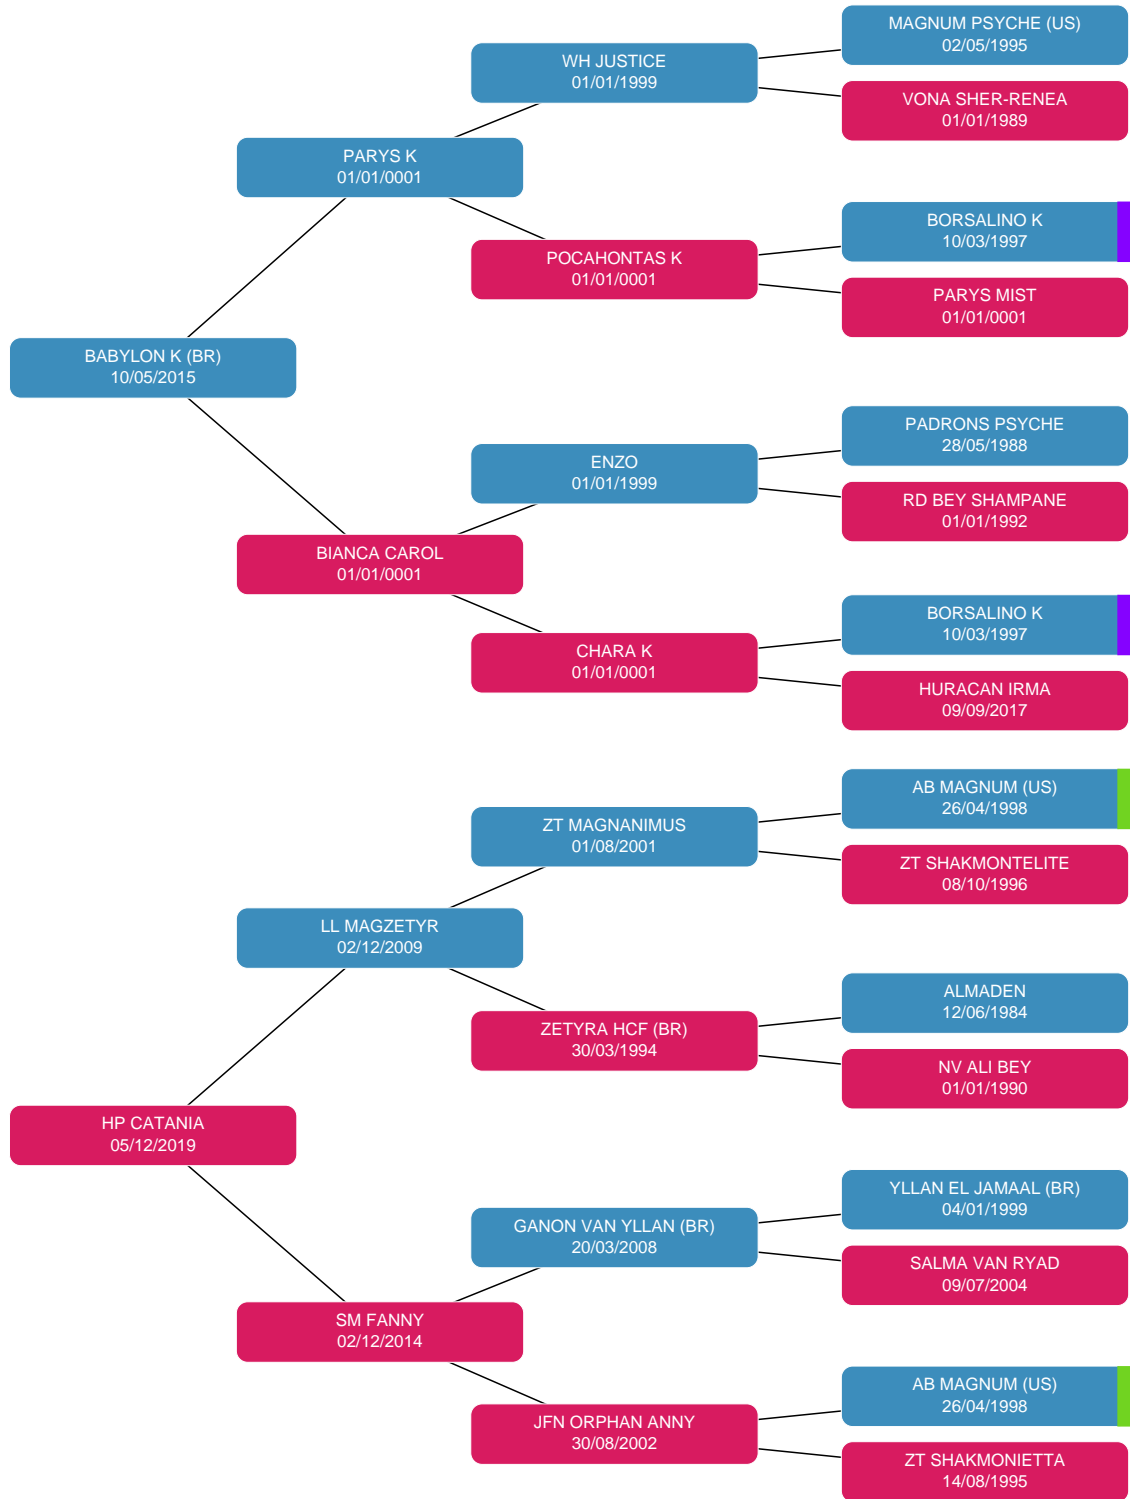 MAGNUM PSYCHE (US)
02/05/1995
WH JUSTICE
01/01/1999
VONA SHER-RENEA
01/01/1989
PARYS K
01/01/0001
BORSALINO K
10/03/1997
POCAHONTAS K
01/01/0001
PARYS MIST
01/01/0001
BABYLON K (BR)
10/05/2015
PADRONS PSYCHE
28/05/1988
ENZO
01/01/1999
RD BEY SHAMPANE
01/01/1992
BIANCA CAROL
01/01/0001
BORSALINO K
10/03/1997
CHARA K
01/01/0001
HURACAN IRMA
09/09/2017
AB MAGNUM (US)
26/04/1998
ZT MAGNANIMUS
01/08/2001
ZT SHAKMONTELITE
08/10/1996
LL MAGZETYR
02/12/2009
ALMADEN
12/06/1984
ZETYRA HCF (BR)
30/03/1994
NV ALI BEY
01/01/1990
HP CATANIA
05/12/2019
YLLAN EL JAMAAL (BR)
04/01/1999
GANON VAN YLLAN (BR)
20/03/2008
SALMA VAN RYAD
09/07/2004
SM FANNY
02/12/2014
AB MAGNUM (US)
26/04/1998
JFN ORPHAN ANNY
30/08/2002
ZT SHAKMONIETTA
14/08/1995